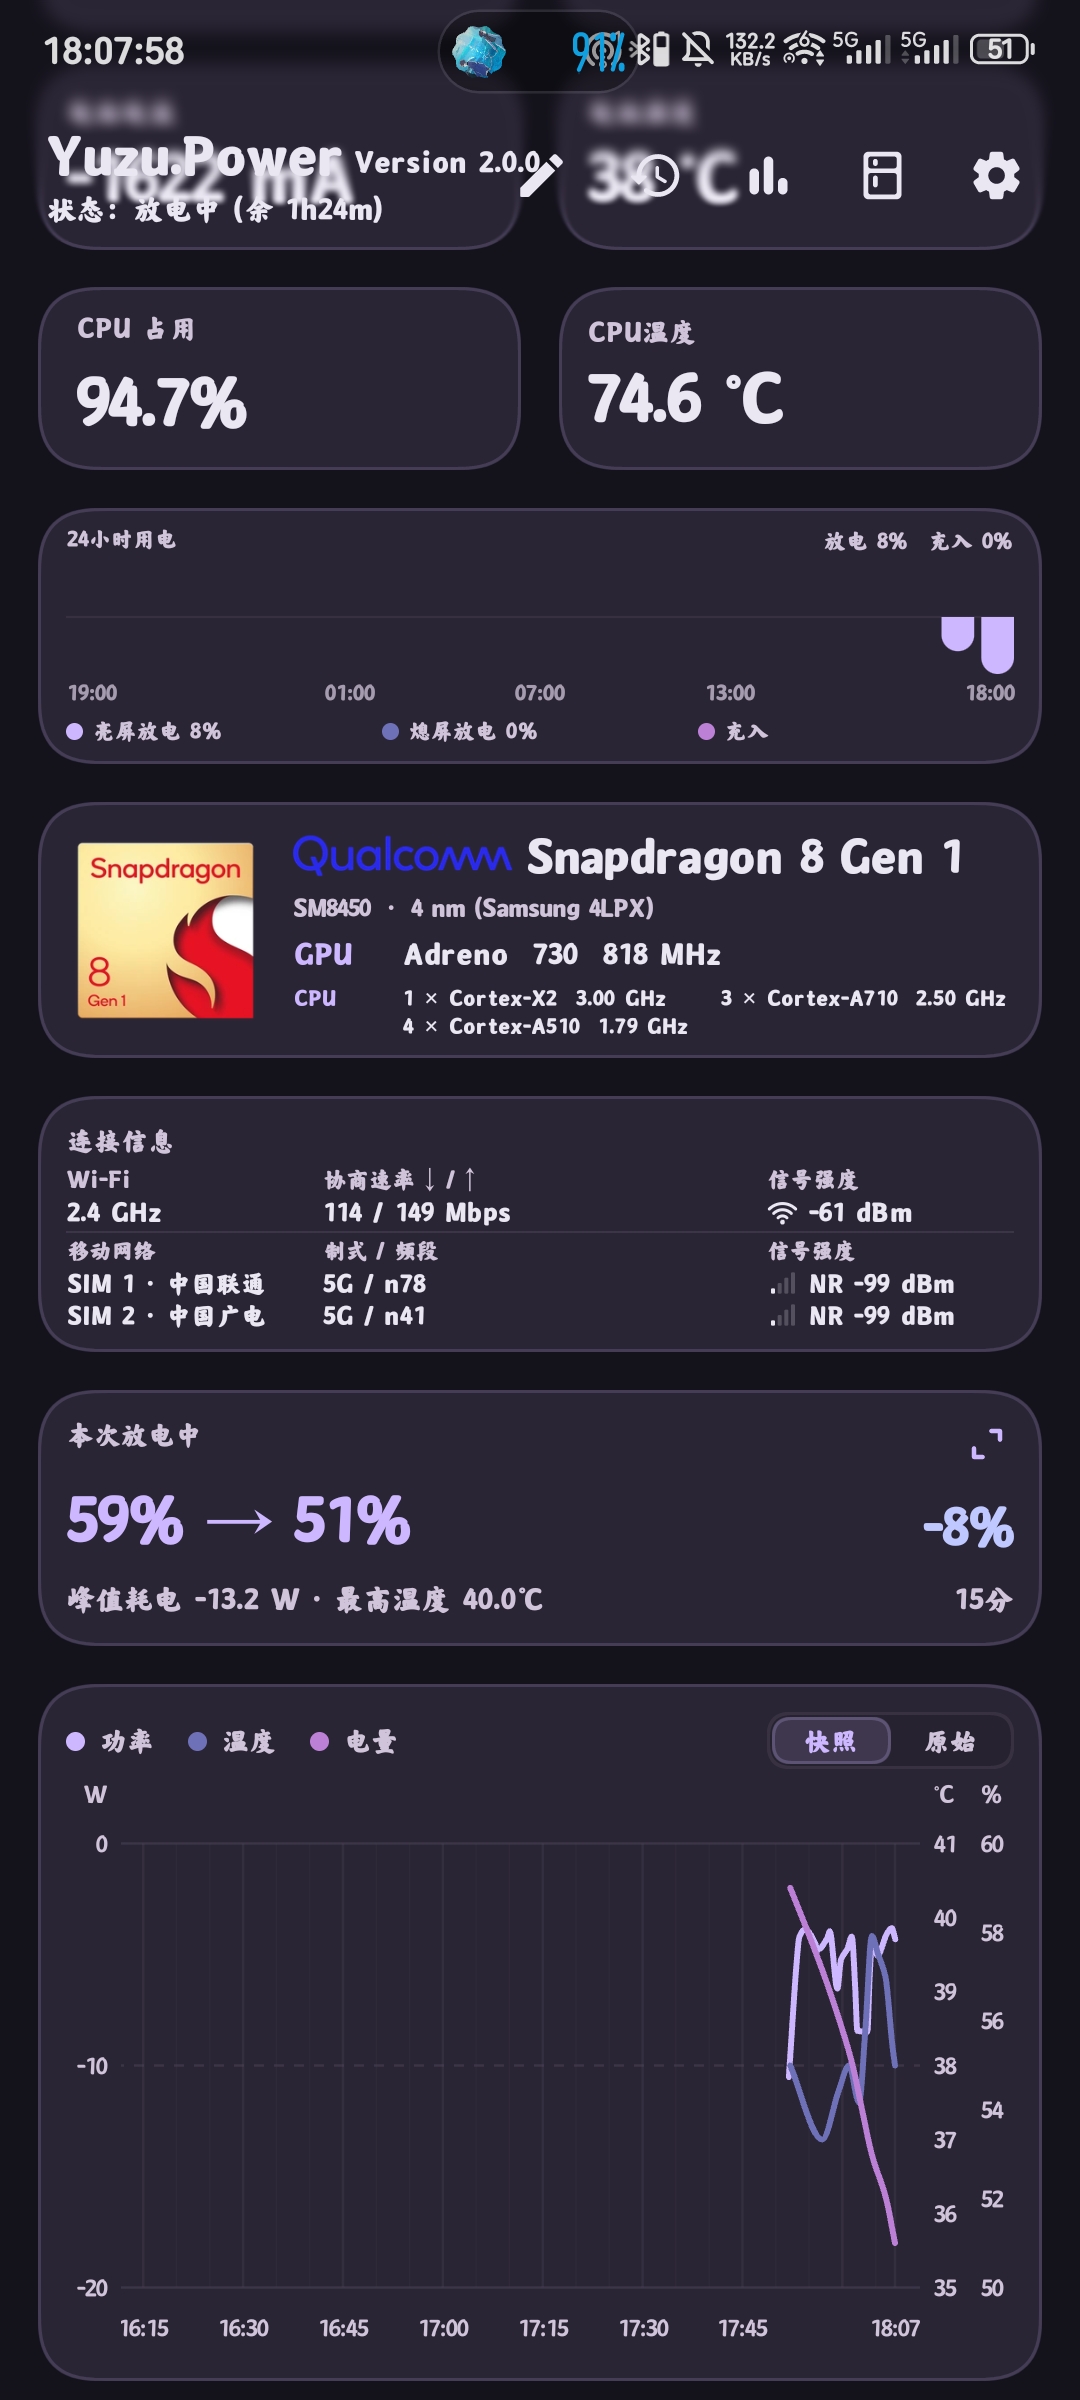 18:07:58
91%
132.2 KB/s
5G
5G
51
Yuzu.Power Version 2.0.0
-1622 mA
38 ℃
状态：放电中 (余 1h24m)
CPU 占用
CPU温度
94.7%
74.6 ℃
24小时用电
放电 8% 充入 0%
19:00 01:00 07:00 13:00 18:00
亮屏放电 8% 熄屏放电 0% 充入
Snapdragon
8
Gen 1
Qualcomm Snapdragon 8 Gen 1
SM8450 · 4 nm (Samsung 4LPX)
GPU Adreno 730 818 MHz
CPU 1 × Cortex-X2 3.00 GHz 3 × Cortex-A710 2.50 GHz
4 × Cortex-A510 1.79 GHz
连接信息
Wi-Fi 协商速率 ↓ / ↑ 信号强度
2.4 GHz 114 / 149 Mbps -61 dBm
移动网络 制式 / 频段 信号强度
SIM 1 · 中国联通 5G / n78 NR -99 dBm
SIM 2 · 中国广电 5G / n41 NR -99 dBm
本次放电中
59% → 51% -8%
峰值耗电 -13.2 W · 最高温度 40.0℃ 15分
功率 温度 电量 快照 原始
W ℃ %
0 41 60
40 58
39 56
-10 38
54
37
52
36
-20 35 50
16:15 16:30 16:45 17:00 17:15 17:30 17:45 18:07